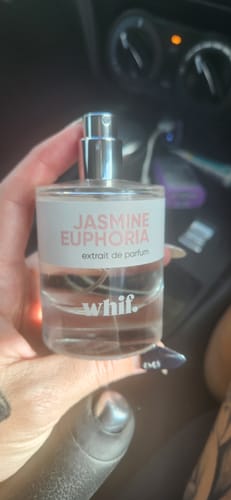 JASMINE
EUPHORIA
extrait de parfum
whif.